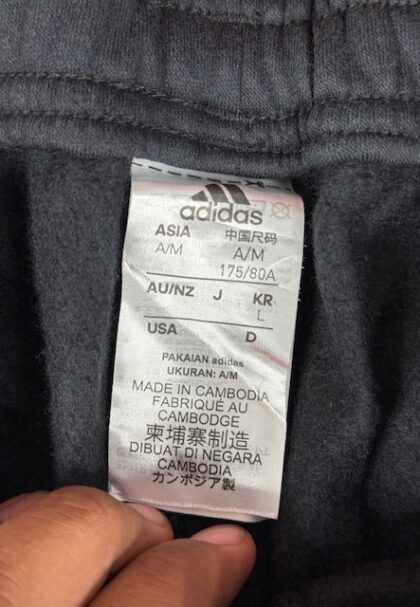 adidas
ASIA 中国尺码
A/M A/M
175/80A
AU/NZ J KR
L
USA D
PAKAIAN adidas
UKURAN: A/M
MADE IN CAMBODIA
FABRIQUÉ AU
CAMBODGE
柬埔寨制造
DIBUAT DI NEGARA
CAMBODIA
カンボジア製